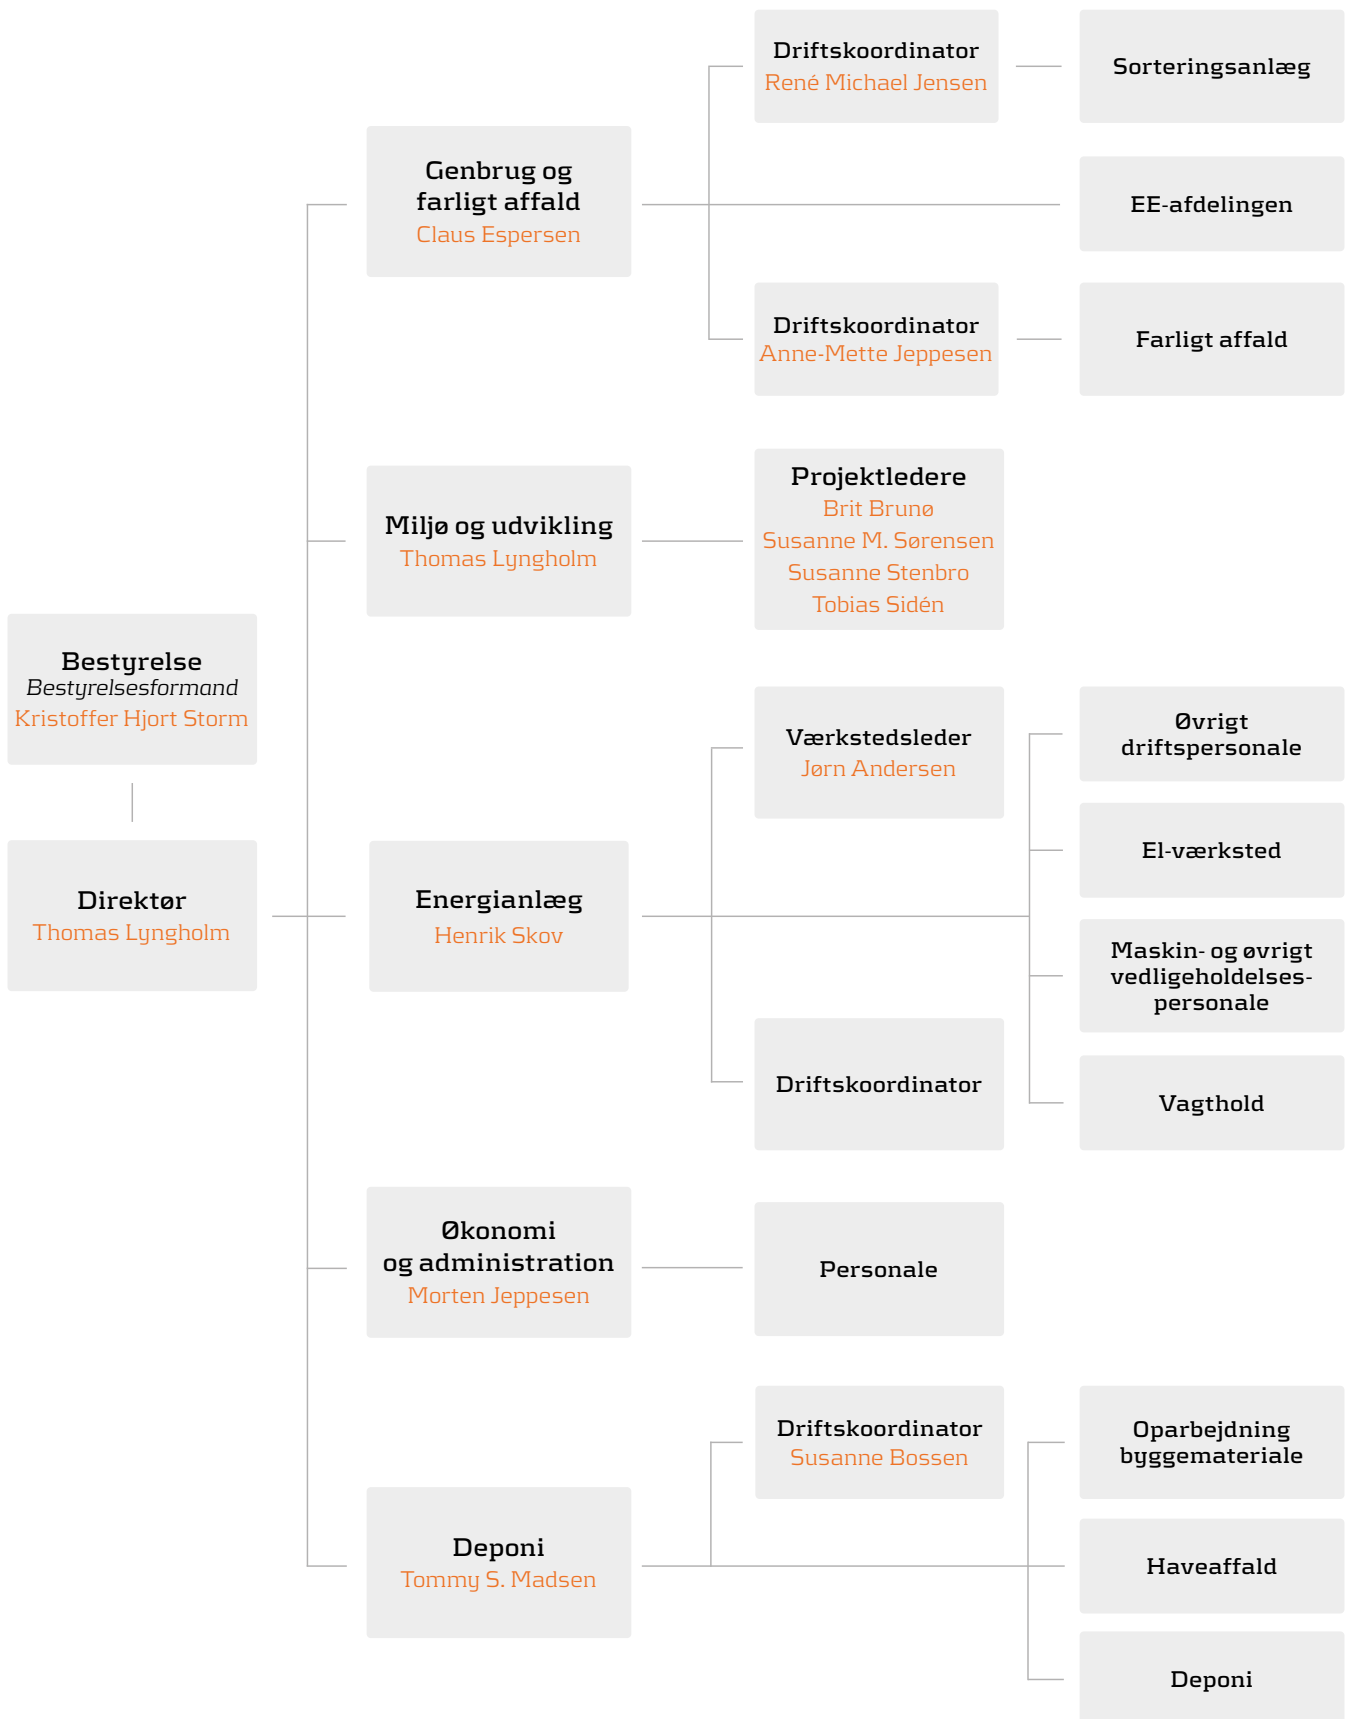 Bestyrelse
Bestyrelsesformand
Kristoffer Hjort Storm
Direktør
Thomas Lyngholm
Genbrug og
farligt affald
Claus Espersen
Driftskoordinator
René Michael Jensen
Sorteringsanlæg
EE-afdelingen
Driftskoordinator
Anne-Mette Jeppesen
Farligt affald
Miljø og udvikling
Thomas Lyngholm
Projektledere
Brit Brunø
Susanne M. Sørensen
Susanne Stenbro
Tobias Sidén
Energianlæg
Henrik Skov
Værkstedsleder
Jørn Andersen
Driftskoordinator
Øvrigt
driftspersonale
El-værksted
Maskin- og øvrigt
vedligeholdelses-
personale
Vagthold
Økonomi
og administration
Morten Jeppesen
Personale
Deponi
Tommy S. Madsen
Driftskoordinator
Susanne Bossen
Oparbejdning
byggemateriale
Haveaffald
Deponi